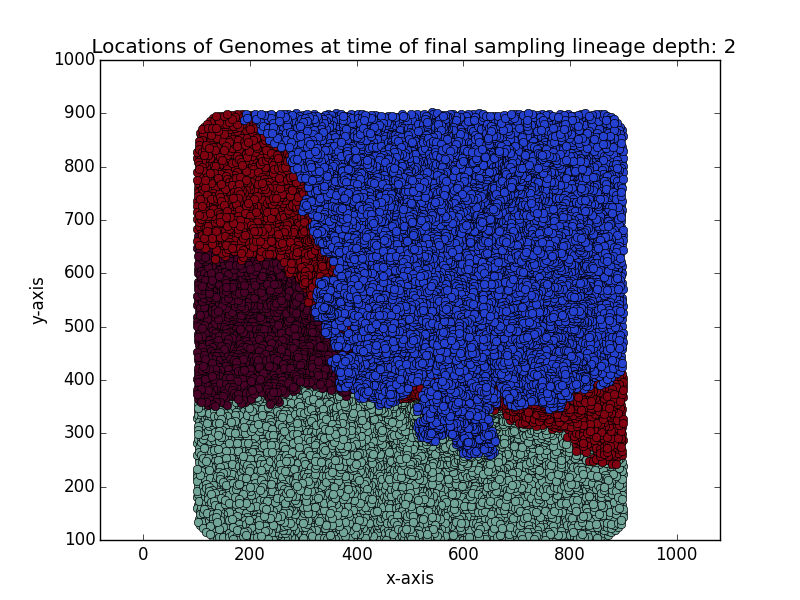 Locations of Genomes at time of final sampling lineage depth: 2
1000
900
800
700
600
500
400
300
200
100
y-axis
0 200 400 600 800 1000
x-axis